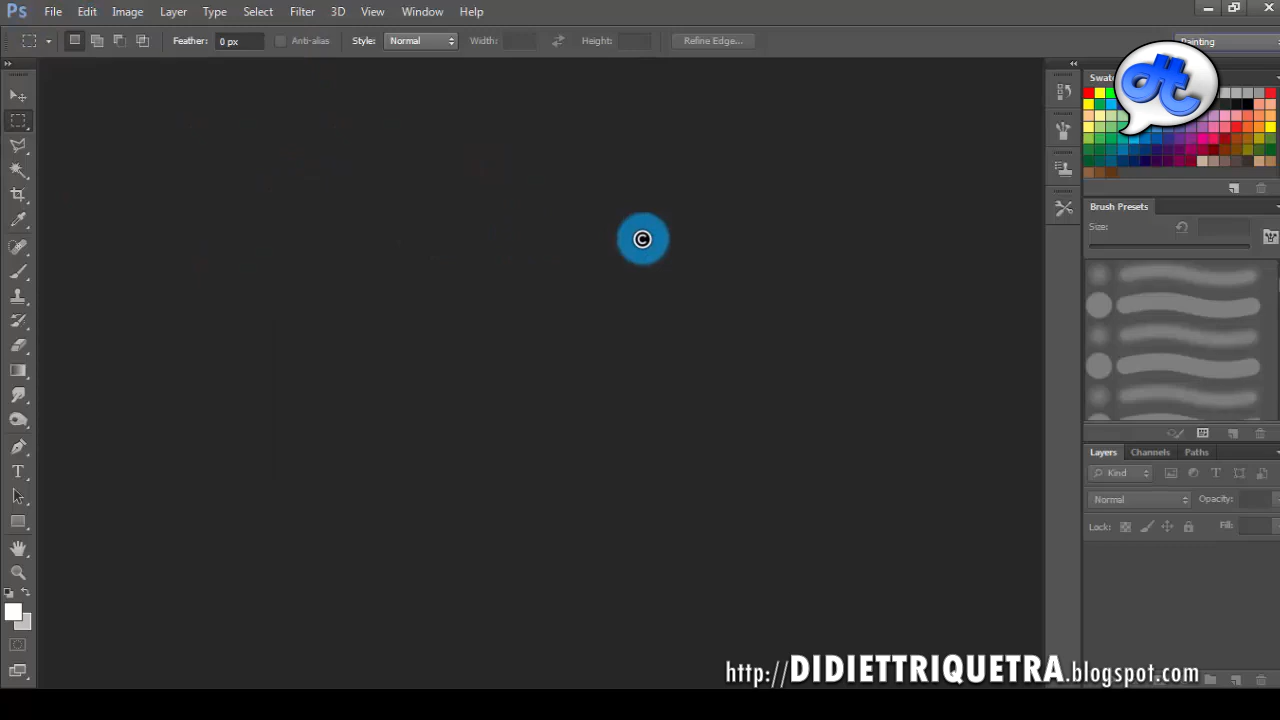 Ps File Edit Image Layer Type Select Filter 3D View Window Help
Feather: 0 px Anti-alias Style: Normal Width: Height: Refine Edge... Painting
dt
Swatc
©
Brush Presets
Size:
Layers Channels Paths
Kind
Normal Opacity:
Lock: Fill:
T
http://DIDIETTRIQUETRA.blogspot.com